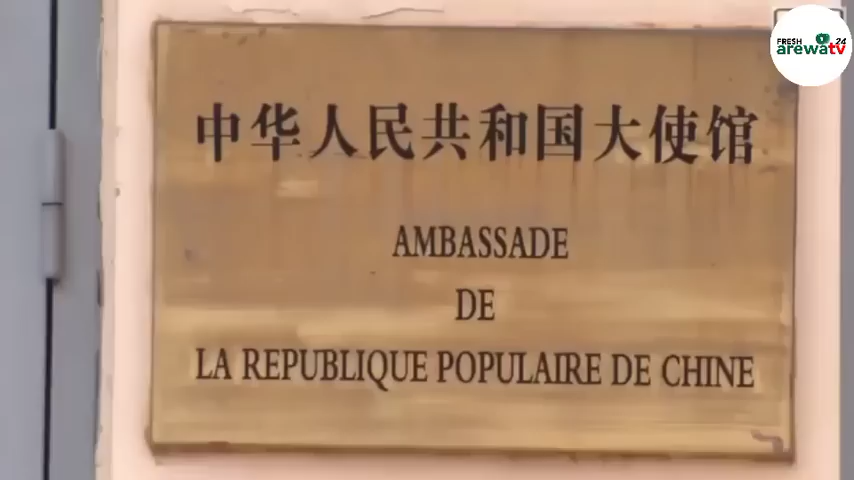 FRESH 24
arewatv
中华人民共和国大使馆
AMBASSADE
DE
LA REPUBLIQUE POPULAIRE DE CHINE